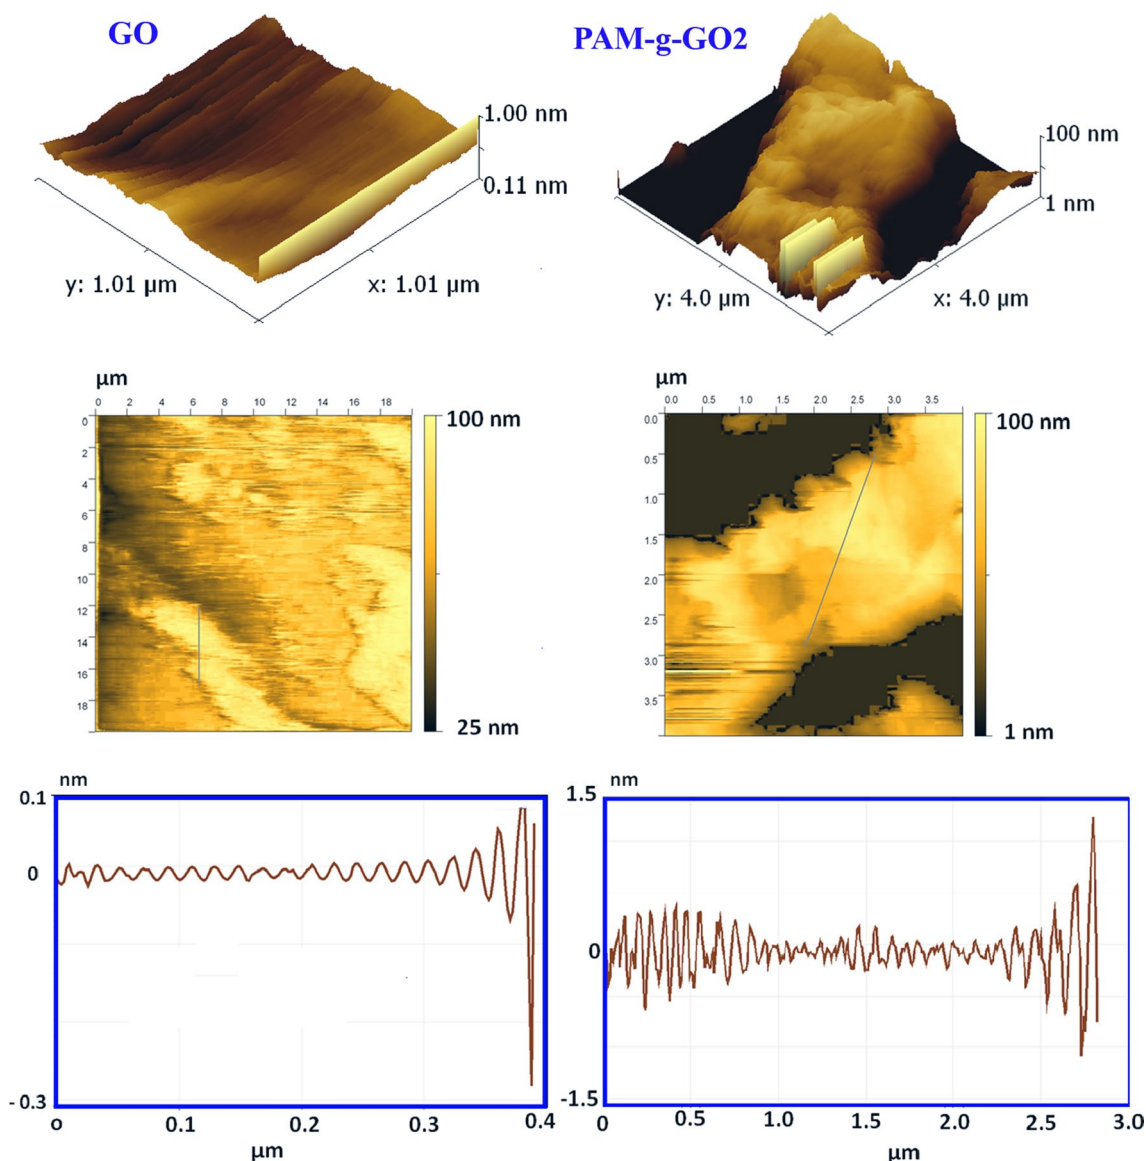 GO
PAM-g-GO2
1.00 nm
0.11 nm
y: 1.01 µm
x: 1.01 µm
100 nm
1 nm
y: 4.0 µm
x: 4.0 µm
µm
0 2 4 6 8 10 12 14 16 18
0
2
4
6
8
10
12
14
16
18
100 nm
25 nm
µm
0.0 0.5 1.0 1.5 2.0 2.5 3.0 3.5
0.0
0.5
1.0
1.5
2.0
2.5
3.0
3.5
100 nm
1 nm
nm
0.1
0
-0.3
0 0.1 0.2 0.3 0.4
µm
nm
1.5
0
-1.5
0 0.5 1.0 1.5 2.0 2.5 3.0
µm